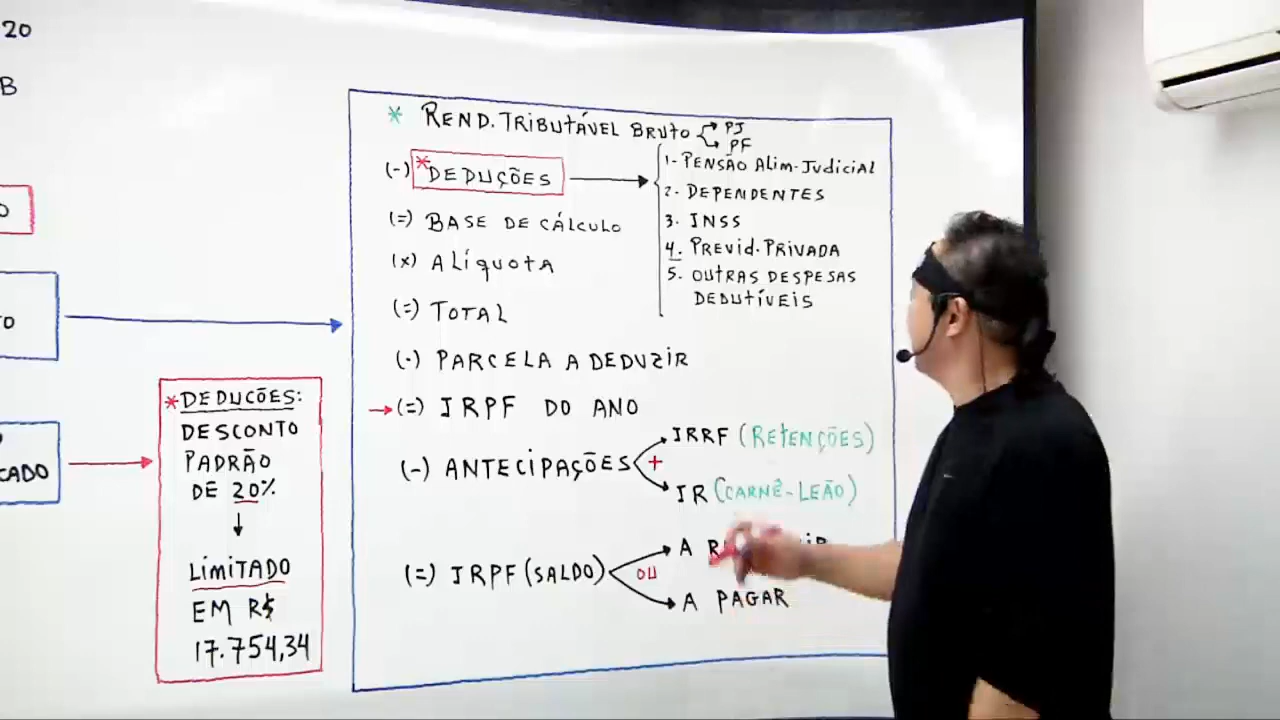 20
B
O
TO
CADO
*DEDUÇÕES:
DESCONTO
PADRÃO
DE 20%
LIMITADO
EM R$
17.754,34
* REND. TRIBUTÁVEL BRUTO PJ
PF
(-) *DEDUÇÕES
1- PENSÃO ALIM. JUDICIAL
2- DEPENDENTES
3. INSS
4. PREVID. PRIVADA
5. OUTRAS DESPESAS
DEDUTÍVEIS
(=) BASE DE CÁLCULO
(x) ALÍQUOTA
(=) TOTAL
(-) PARCELA A DEDUZIR
(=) IRPF DO ANO
(-) ANTECIPAÇÕES + IRRF (RETENÇÕES)
IR (CARNÊ-LEÃO)
(=) IRPF (SALDO) OU A
A PAGAR